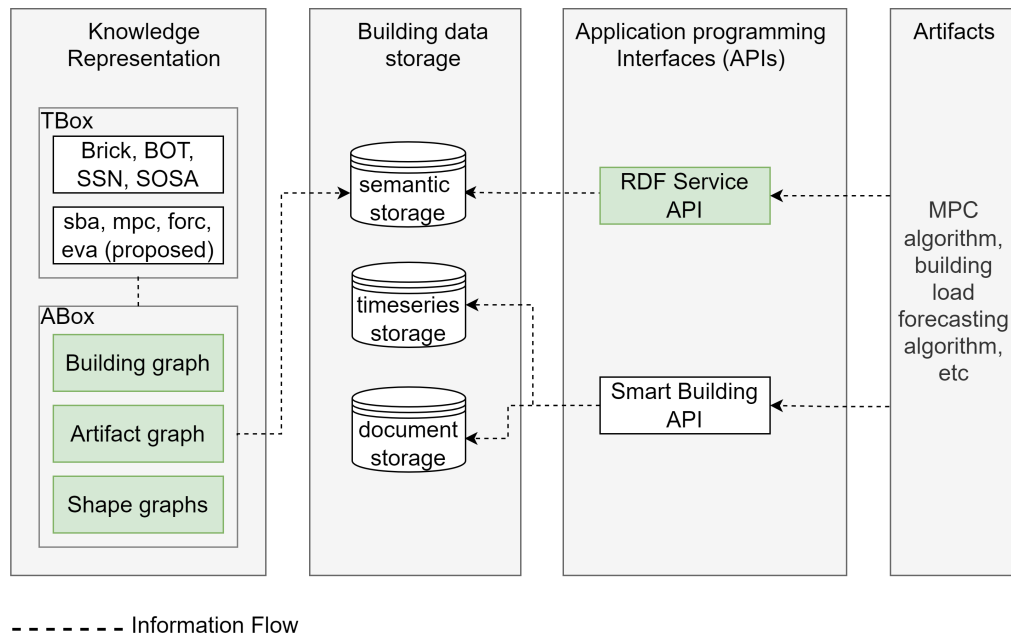 Knowledge
Representation
TBox
Brick, BOT,
SSN, SOSA
sba, mpc, forc,
eva (proposed)
ABox
Building graph
Artifact graph
Shape graphs
Building data
storage
semantic
storage
timeseries
storage
document
storage
Application programming
Interfaces (APIs)
RDF Service
API
Smart Building
API
Artifacts
MPC
algorithm,
building
load
forecasting
algorithm,
etc
Information Flow